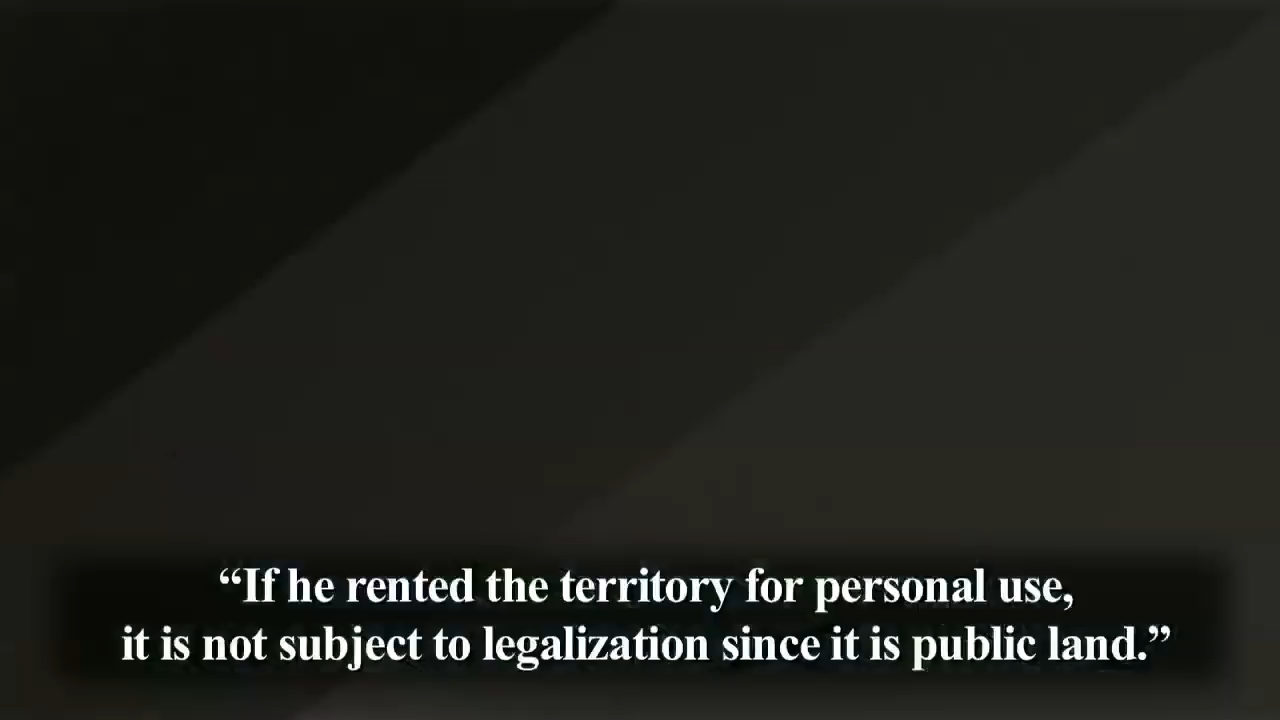 “If he rented the territory for personal use,
it is not subject to legalization since it is public land.”